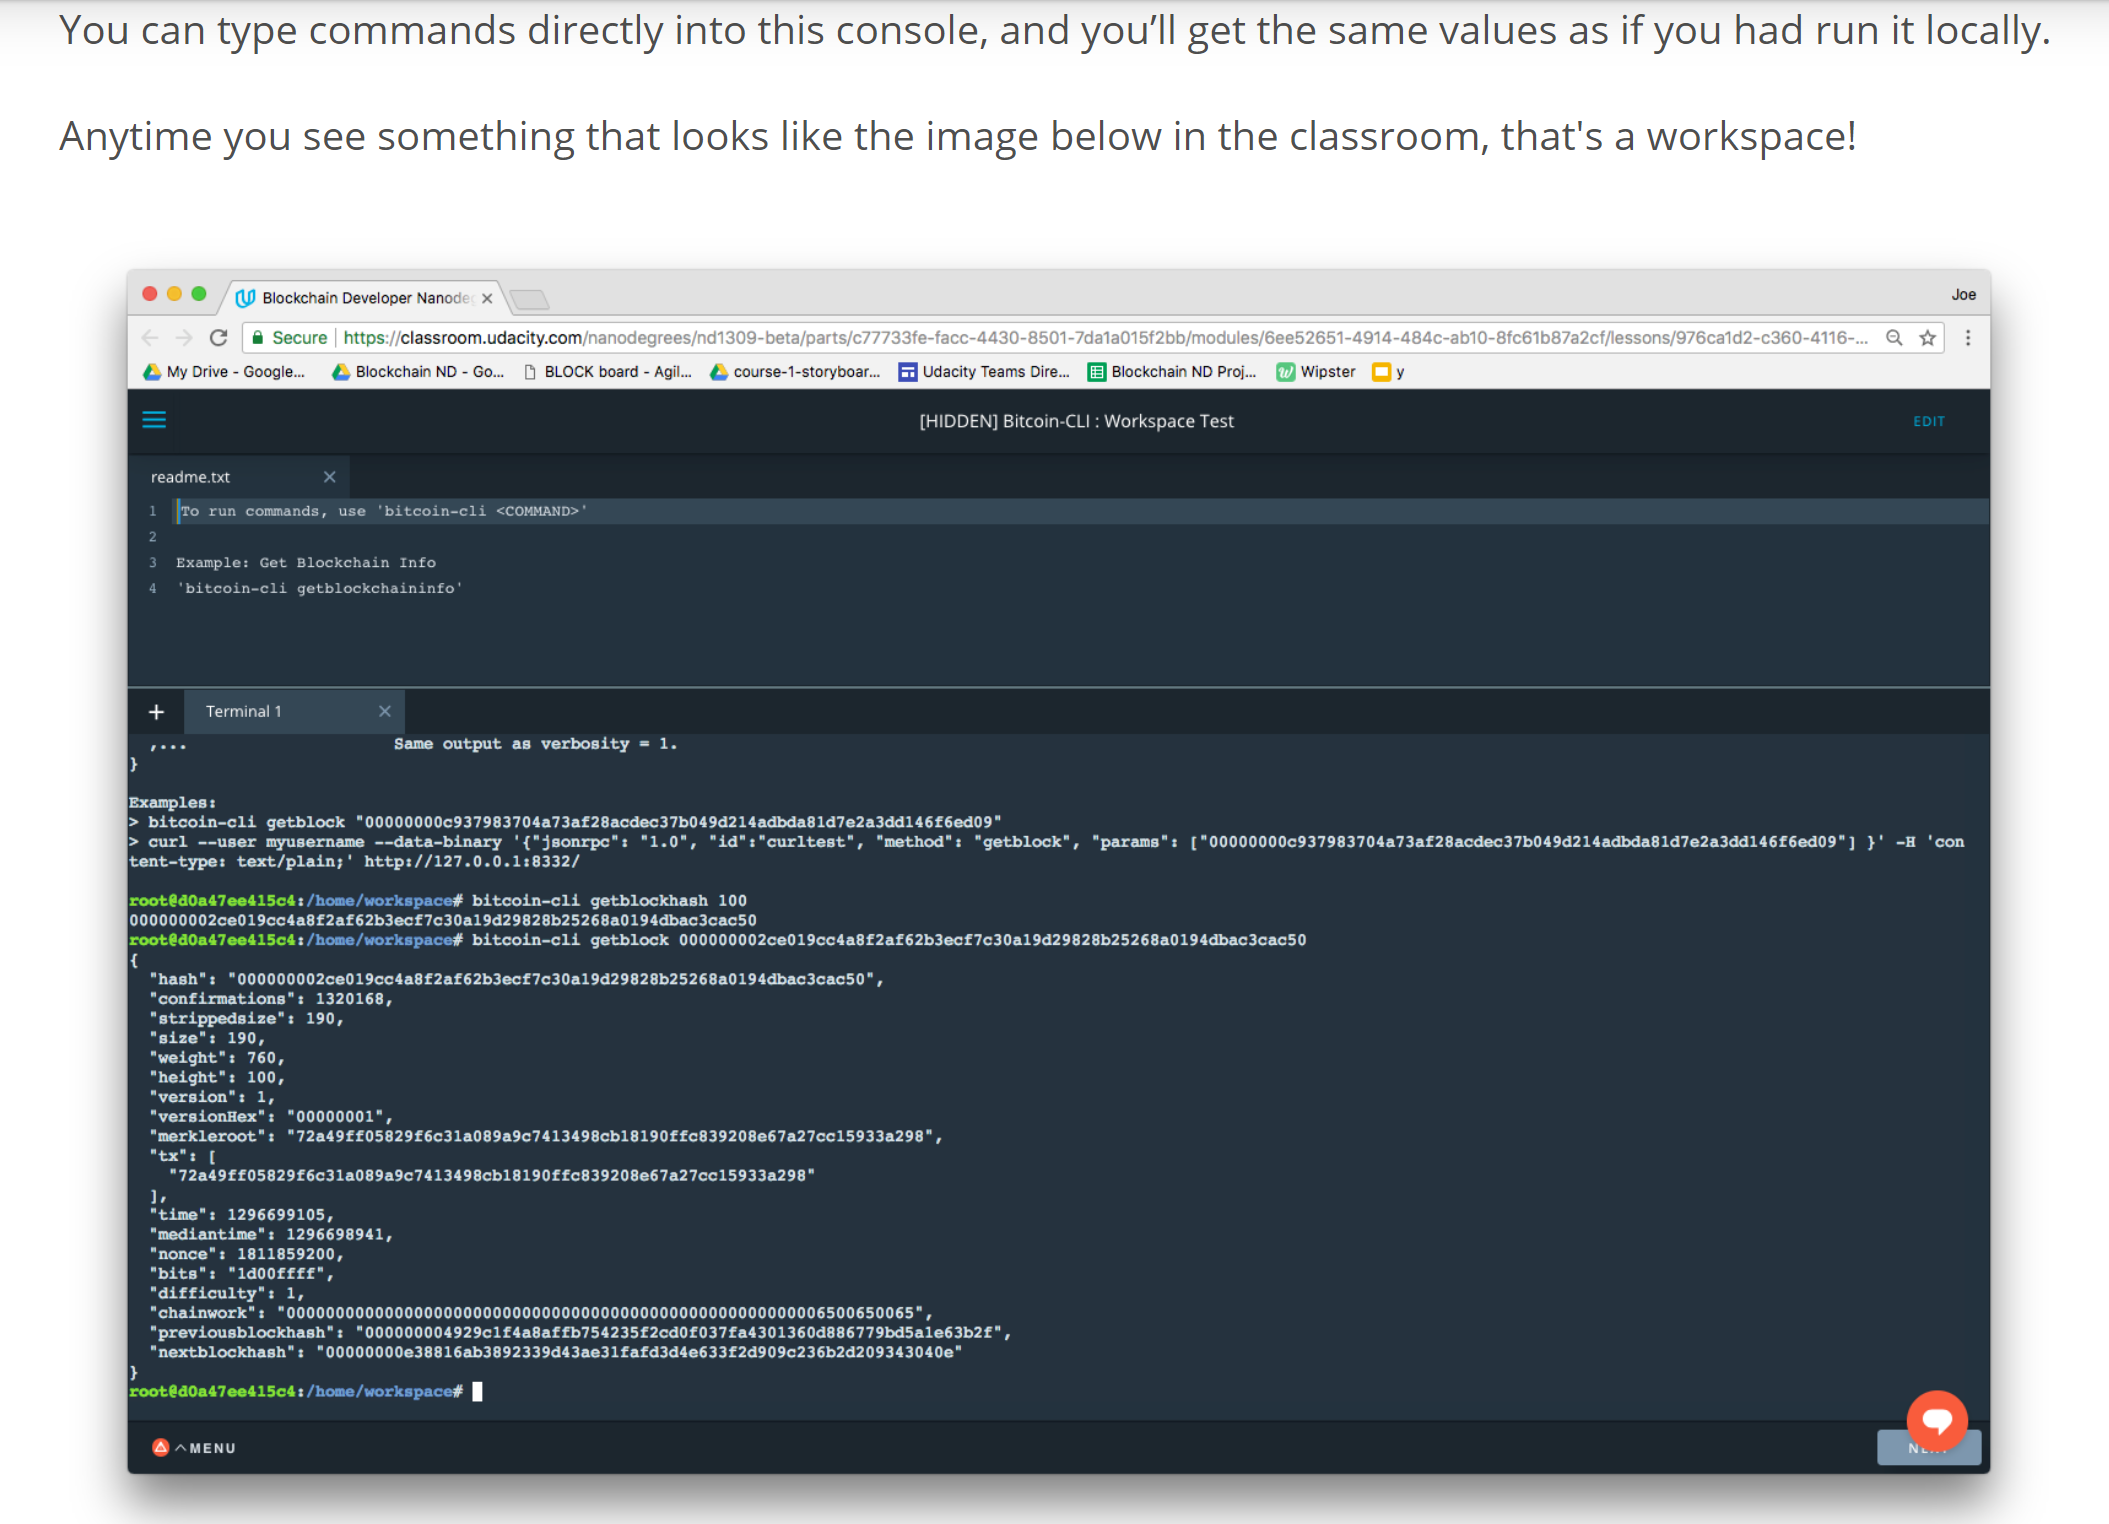 You can type commands directly into this console, and you’ll get the same values as if you had run it locally.
Anytime you see something that looks like the image below in the classroom, that's a workspace!
Blockchain Developer Nanode
Joe
Secure https://classroom.udacity.com/nanodegrees/nd1309-beta/parts/c77733fe-facc-4430-8501-7da1a015f2bb/modules/6ee52651-4914-484c-ab10-8fc61b87a2cf/lessons/976ca1d2-c360-4116-...
My Drive - Google... Blockchain ND - Go... BLOCK board - Agil... course-1-storyboar... Udacity Teams Dire... Blockchain ND Proj... Wipster y
[HIDDEN] Bitcoin-CLI : Workspace Test
EDIT
readme.txt
1 To run commands, use 'bitcoin-cli <COMMAND>'
2
3 Example: Get Blockchain Info
4 'bitcoin-cli getblockchaininfo'
+ Terminal 1
,... Same output as verbosity = 1.
}
Examples:
> bitcoin-cli getblock "00000000c937983704a73af28acdec37b049d214adbda81d7e2a3dd146f6ed09"
> curl --user myusername --data-binary '{"jsonrpc": "1.0", "id":"curltest", "method": "getblock", "params": ["00000000c937983704a73af28acdec37b049d214adbda81d7e2a3dd146f6ed09"] }' -H 'con
tent-type: text/plain;' http://127.0.0.1:8332/
root@d0a47ee415c4:/home/workspace# bitcoin-cli getblockhash 100
000000002ce019cc4a8f2af62b3ecf7c30a19d29828b25268a0194dbac3cac50
root@d0a47ee415c4:/home/workspace# bitcoin-cli getblock 000000002ce019cc4a8f2af62b3ecf7c30a19d29828b25268a0194dbac3cac50
{
"hash": "000000002ce019cc4a8f2af62b3ecf7c30a19d29828b25268a0194dbac3cac50",
"confirmations": 1320168,
"strippedsize": 190,
"size": 190,
"weight": 760,
"height": 100,
"version": 1,
"versionHex": "00000001",
"merkleroot": "72a49ff05829f6c31a089a9c7413498cb18190ffc839208e67a27cc15933a298",
"tx": [
"72a49ff05829f6c31a089a9c7413498cb18190ffc839208e67a27cc15933a298"
],
"time": 1296699105,
"mediantime": 1296698941,
"nonce": 1811859200,
"bits": "1d00ffff",
"difficulty": 1,
"chainwork": "0000000000000000000000000000000000000000000000000000006500650065",
"previousblockhash": "000000004929c1f4a8affb754235f2cd0f037fa4301360d886779bd5a1e63b2f",
"nextblockhash": "00000000e38816ab3892339d43ae31fafd3d4e633f2d909c236b2d209343040e"
}
root@d0a47ee415c4:/home/workspace#
MENU